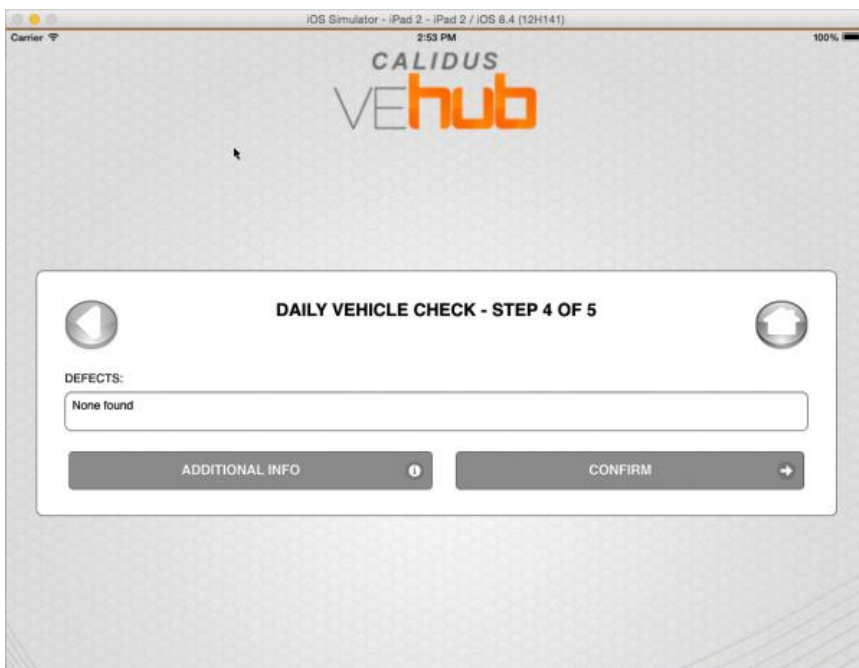 iOS Simulator - iPad 2 - iPad 2 / iOS 8.4 (12H141)
Carrier 2:53 PM 100%
CALIDUS
VEhub
DAILY VEHICLE CHECK - STEP 4 OF 5
DEFECTS:
None found
ADDITIONAL INFO CONFIRM